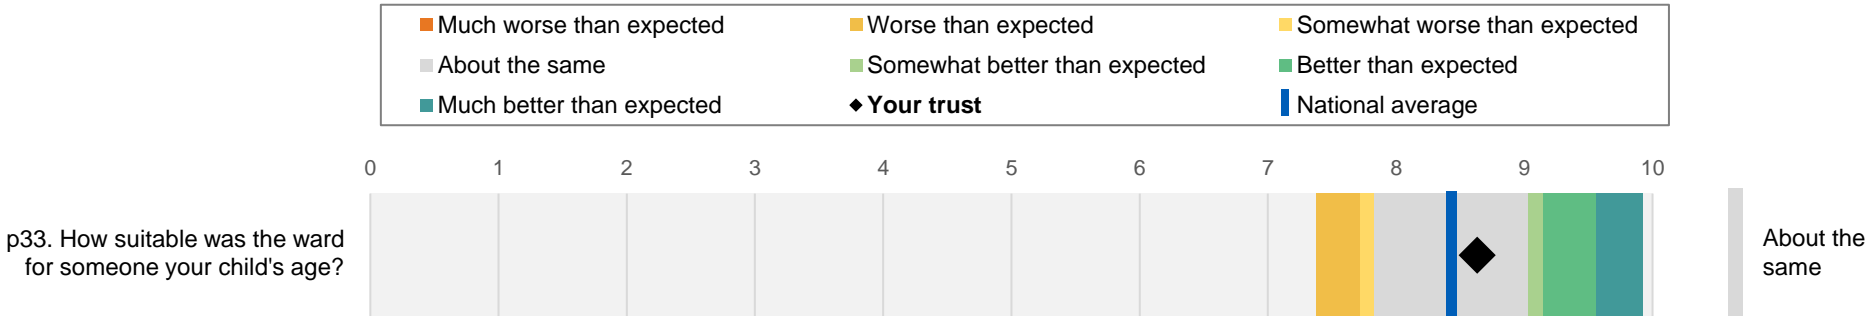 Much worse than expected
Worse than expected
Somewhat worse than expected
About the same
Somewhat better than expected
Better than expected
Much better than expected
Your trust
National average
0 1 2 3 4 5 6 7 8 9 10
p33. How suitable was the ward
for someone your child's age?
About the
same